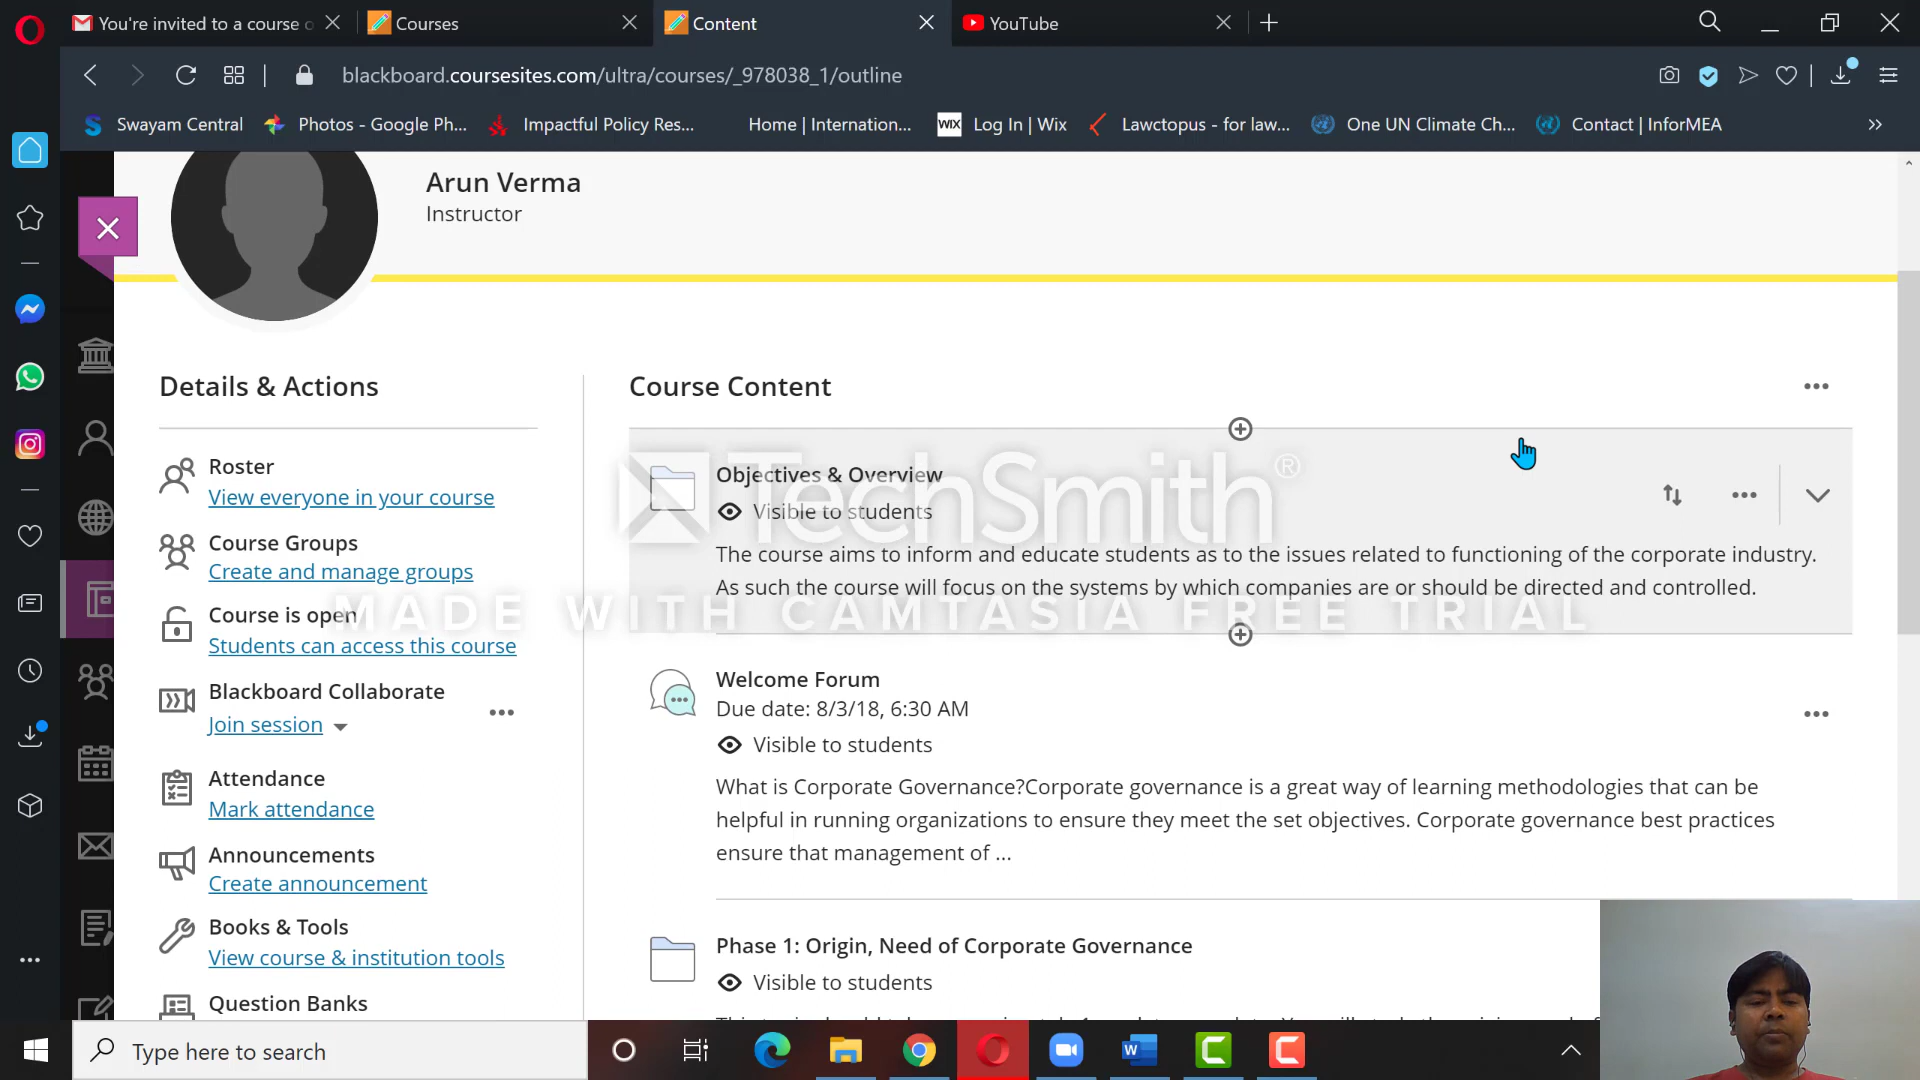 You're invited to a course o
Courses
Content
YouTube
blackboard.coursesites.com/ultra/courses/_978038_1/outline
Swayam Central
Photos - Google Ph...
Impactful Policy Res...
Home | Internation...
WIX
Log In | Wix
Lawctopus - for law...
One UN Climate Ch...
Contact | InforMEA
Arun Verma
Instructor
Details & Actions
Roster
View everyone in your course
Course Groups
Create and manage groups
Course is open
Students can access this course
Blackboard Collaborate
Join session
Attendance
Mark attendance
Announcements
Create announcement
Books & Tools
View course & institution tools
Question Banks
Course Content
Objectives & Overview
Visible to students
The course aims to inform and educate students as to the issues related to functioning of the corporate industry.
As such the course will focus on the systems by which companies are or should be directed and controlled.
TechSmith®
MADE WITH CAMTASIA FREE TRIAL
Welcome Forum
Due date: 8/3/18, 6:30 AM
Visible to students
What is Corporate Governance?Corporate governance is a great way of learning methodologies that can be
helpful in running organizations to ensure they meet the set objectives. Corporate governance best practices
ensure that management of ...
Phase 1: Origin, Need of Corporate Governance
Visible to students
Type here to search